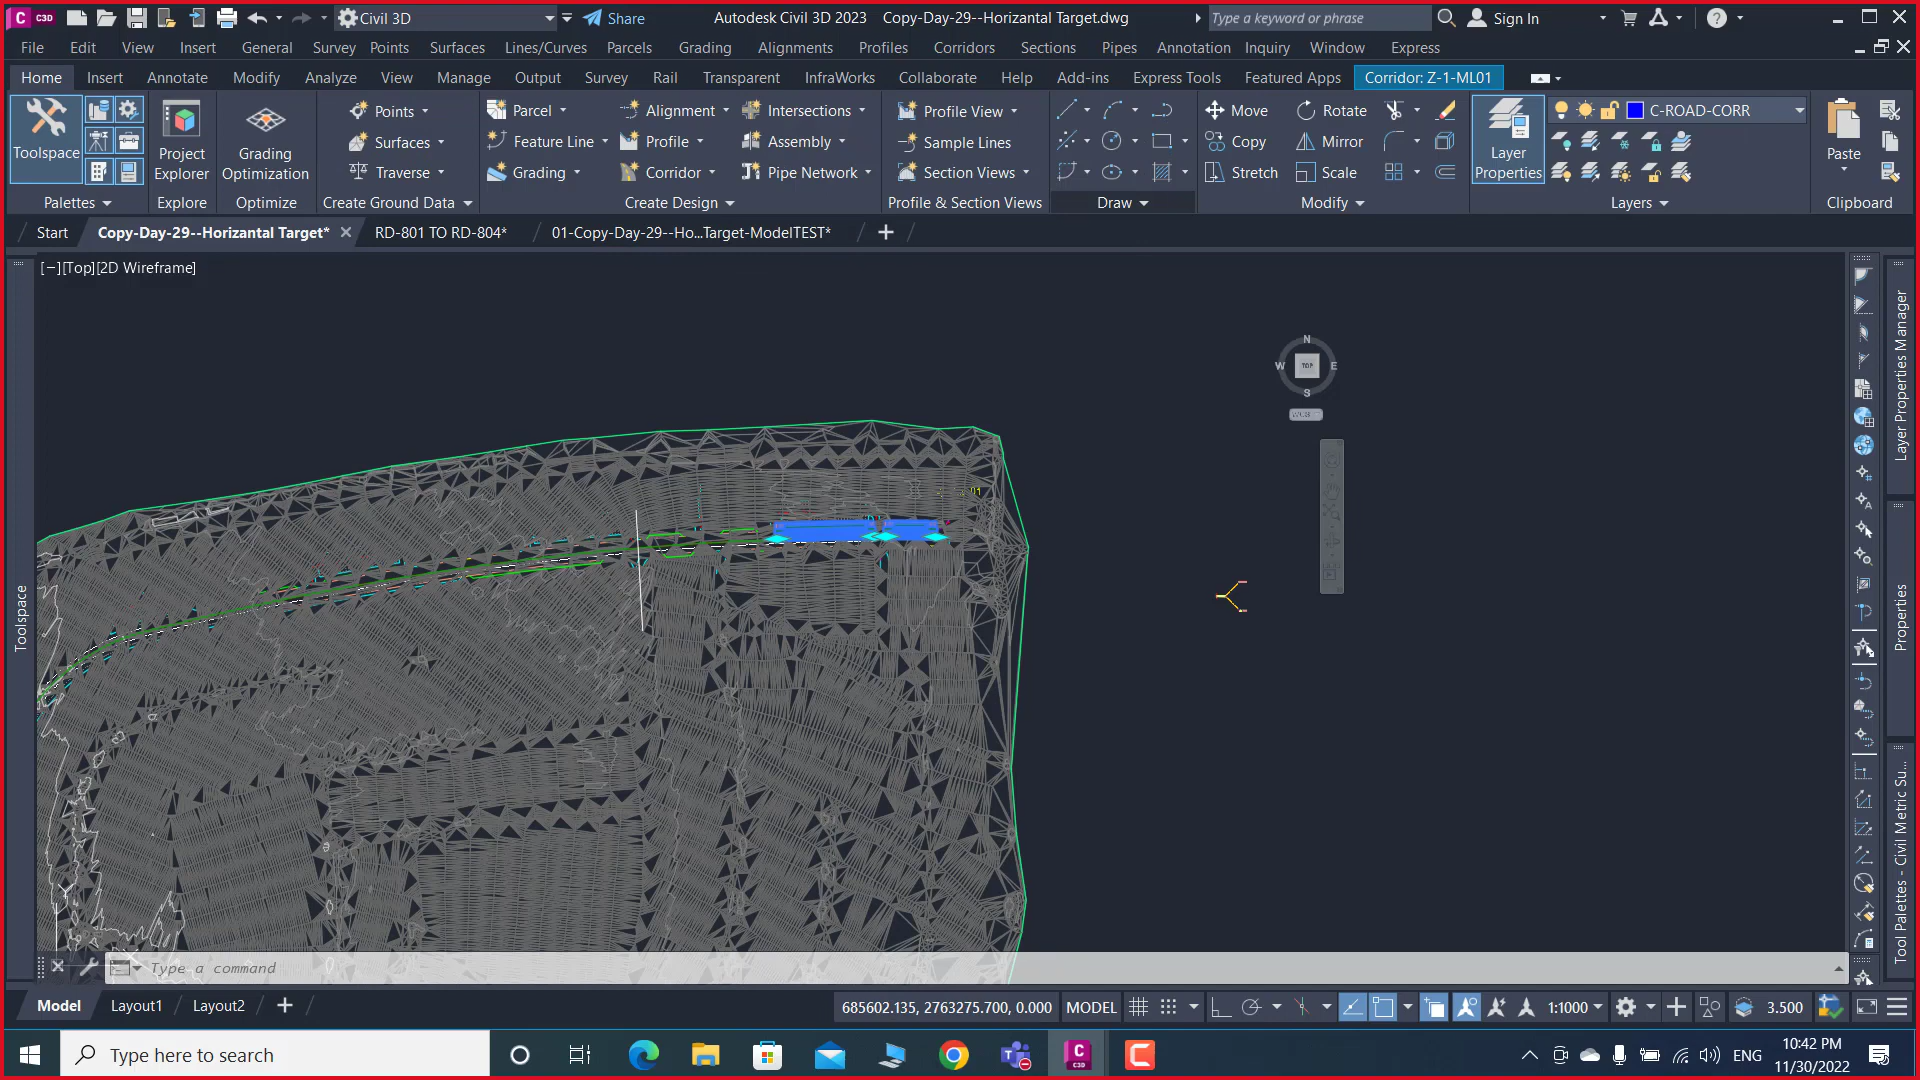 C3D
Civil 3D
Share
Autodesk Civil 3D 2023 Copy-Day-29--Horizantal Target.dwg
Type a keyword or phrase
Sign In
File Edit View Insert General Survey Points Surfaces Lines/Curves Parcels Grading Alignments Profiles Corridors Sections Pipes Annotation Inquiry Window Express
Home Insert Annotate Modify Analyze View Manage Output Survey Rail Transparent InfraWorks Collaborate Help Add-ins Express Tools Featured Apps Corridor: Z-1-ML01
Points Parcel Alignment Intersections Profile View Move Rotate C-ROAD-CORR
Toolspace Project Explorer Grading Optimization Surfaces Feature Line Profile Assembly Sample Lines Copy Mirror Layer Properties Paste
Traverse Grading Corridor Pipe Network Section Views Stretch Scale
Palettes Explore Optimize Create Ground Data Create Design Profile & Section Views Draw Modify Layers Clipboard
Start Copy-Day-29--Horizantal Target* RD-801 TO RD-804* 01-Copy-Day-29--Ho...Target-ModelTEST*
[−][Top][2D Wireframe]
N
W TOP E
S
Toolspace
Layer Properties Manager
Properties
Tool Palettes - Civil Metric Su...
Type a command
Model Layout1 Layout2
685602.135, 2763275.700, 0.000 MODEL 1:1000 3.500
Type here to search
C3D
ENG
10:42 PM
11/30/2022